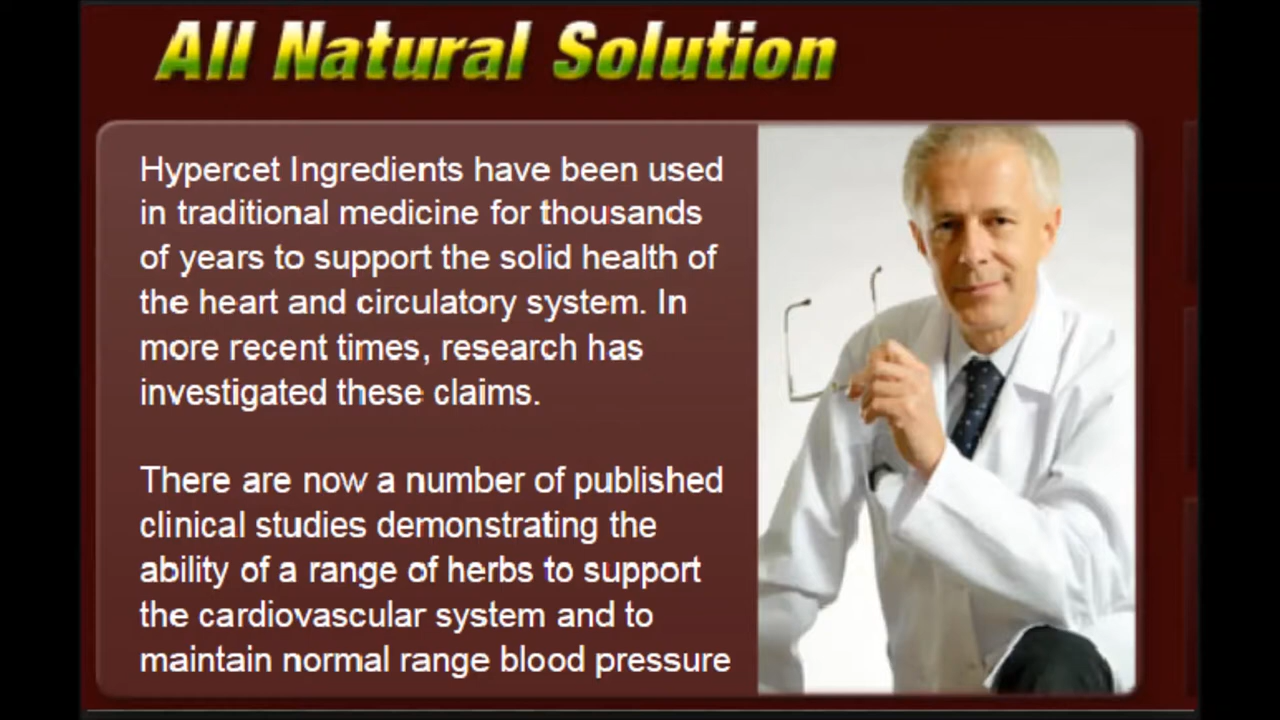 All Natural Solution
Hypercet Ingredients have been used
in traditional medicine for thousands
of years to support the solid health of
the heart and circulatory system. In
more recent times, research has
investigated these claims.
There are now a number of published
clinical studies demonstrating the
ability of a range of herbs to support
the cardiovascular system and to
maintain normal range blood pressure